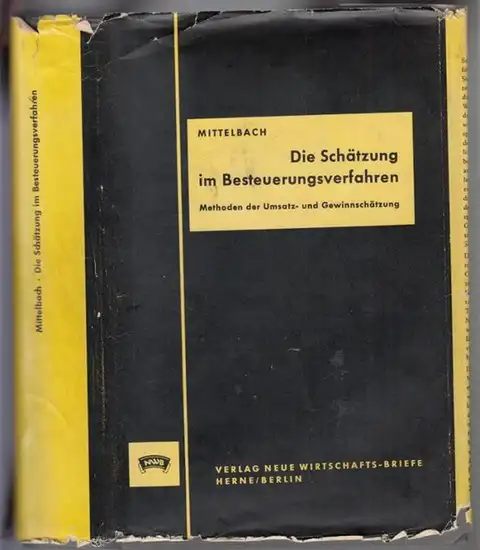 Mittelbach · Die Schätzung im Besteuerungsverfahren
MITTELBACH
Die Schätzung
im Besteuerungsverfahren
Methoden der Umsatz- und Gewinnschätzung
NWB
VERLAG NEUE WIRTSCHAFTS-BRIEFE
HERNE/BERLIN